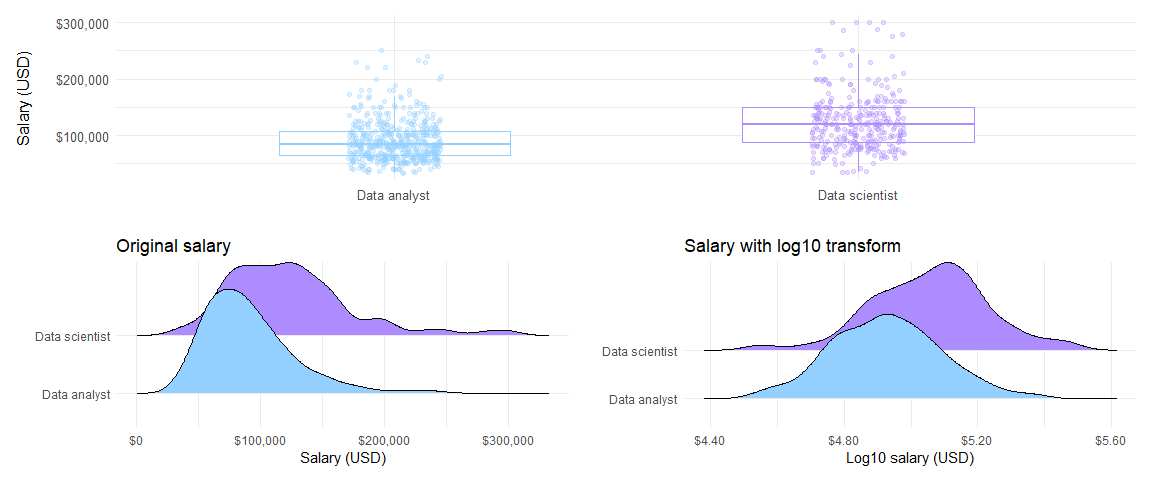 Salary (USD)
$300,000
$200,000
$100,000
Data analyst
Data scientist
Original salary
Data scientist
Data analyst
$0
$100,000
$200,000
$300,000
Salary (USD)
Salary with log10 transform
Data scientist
Data analyst
$4.40
$4.80
$5.20
$5.60
Log10 salary (USD)